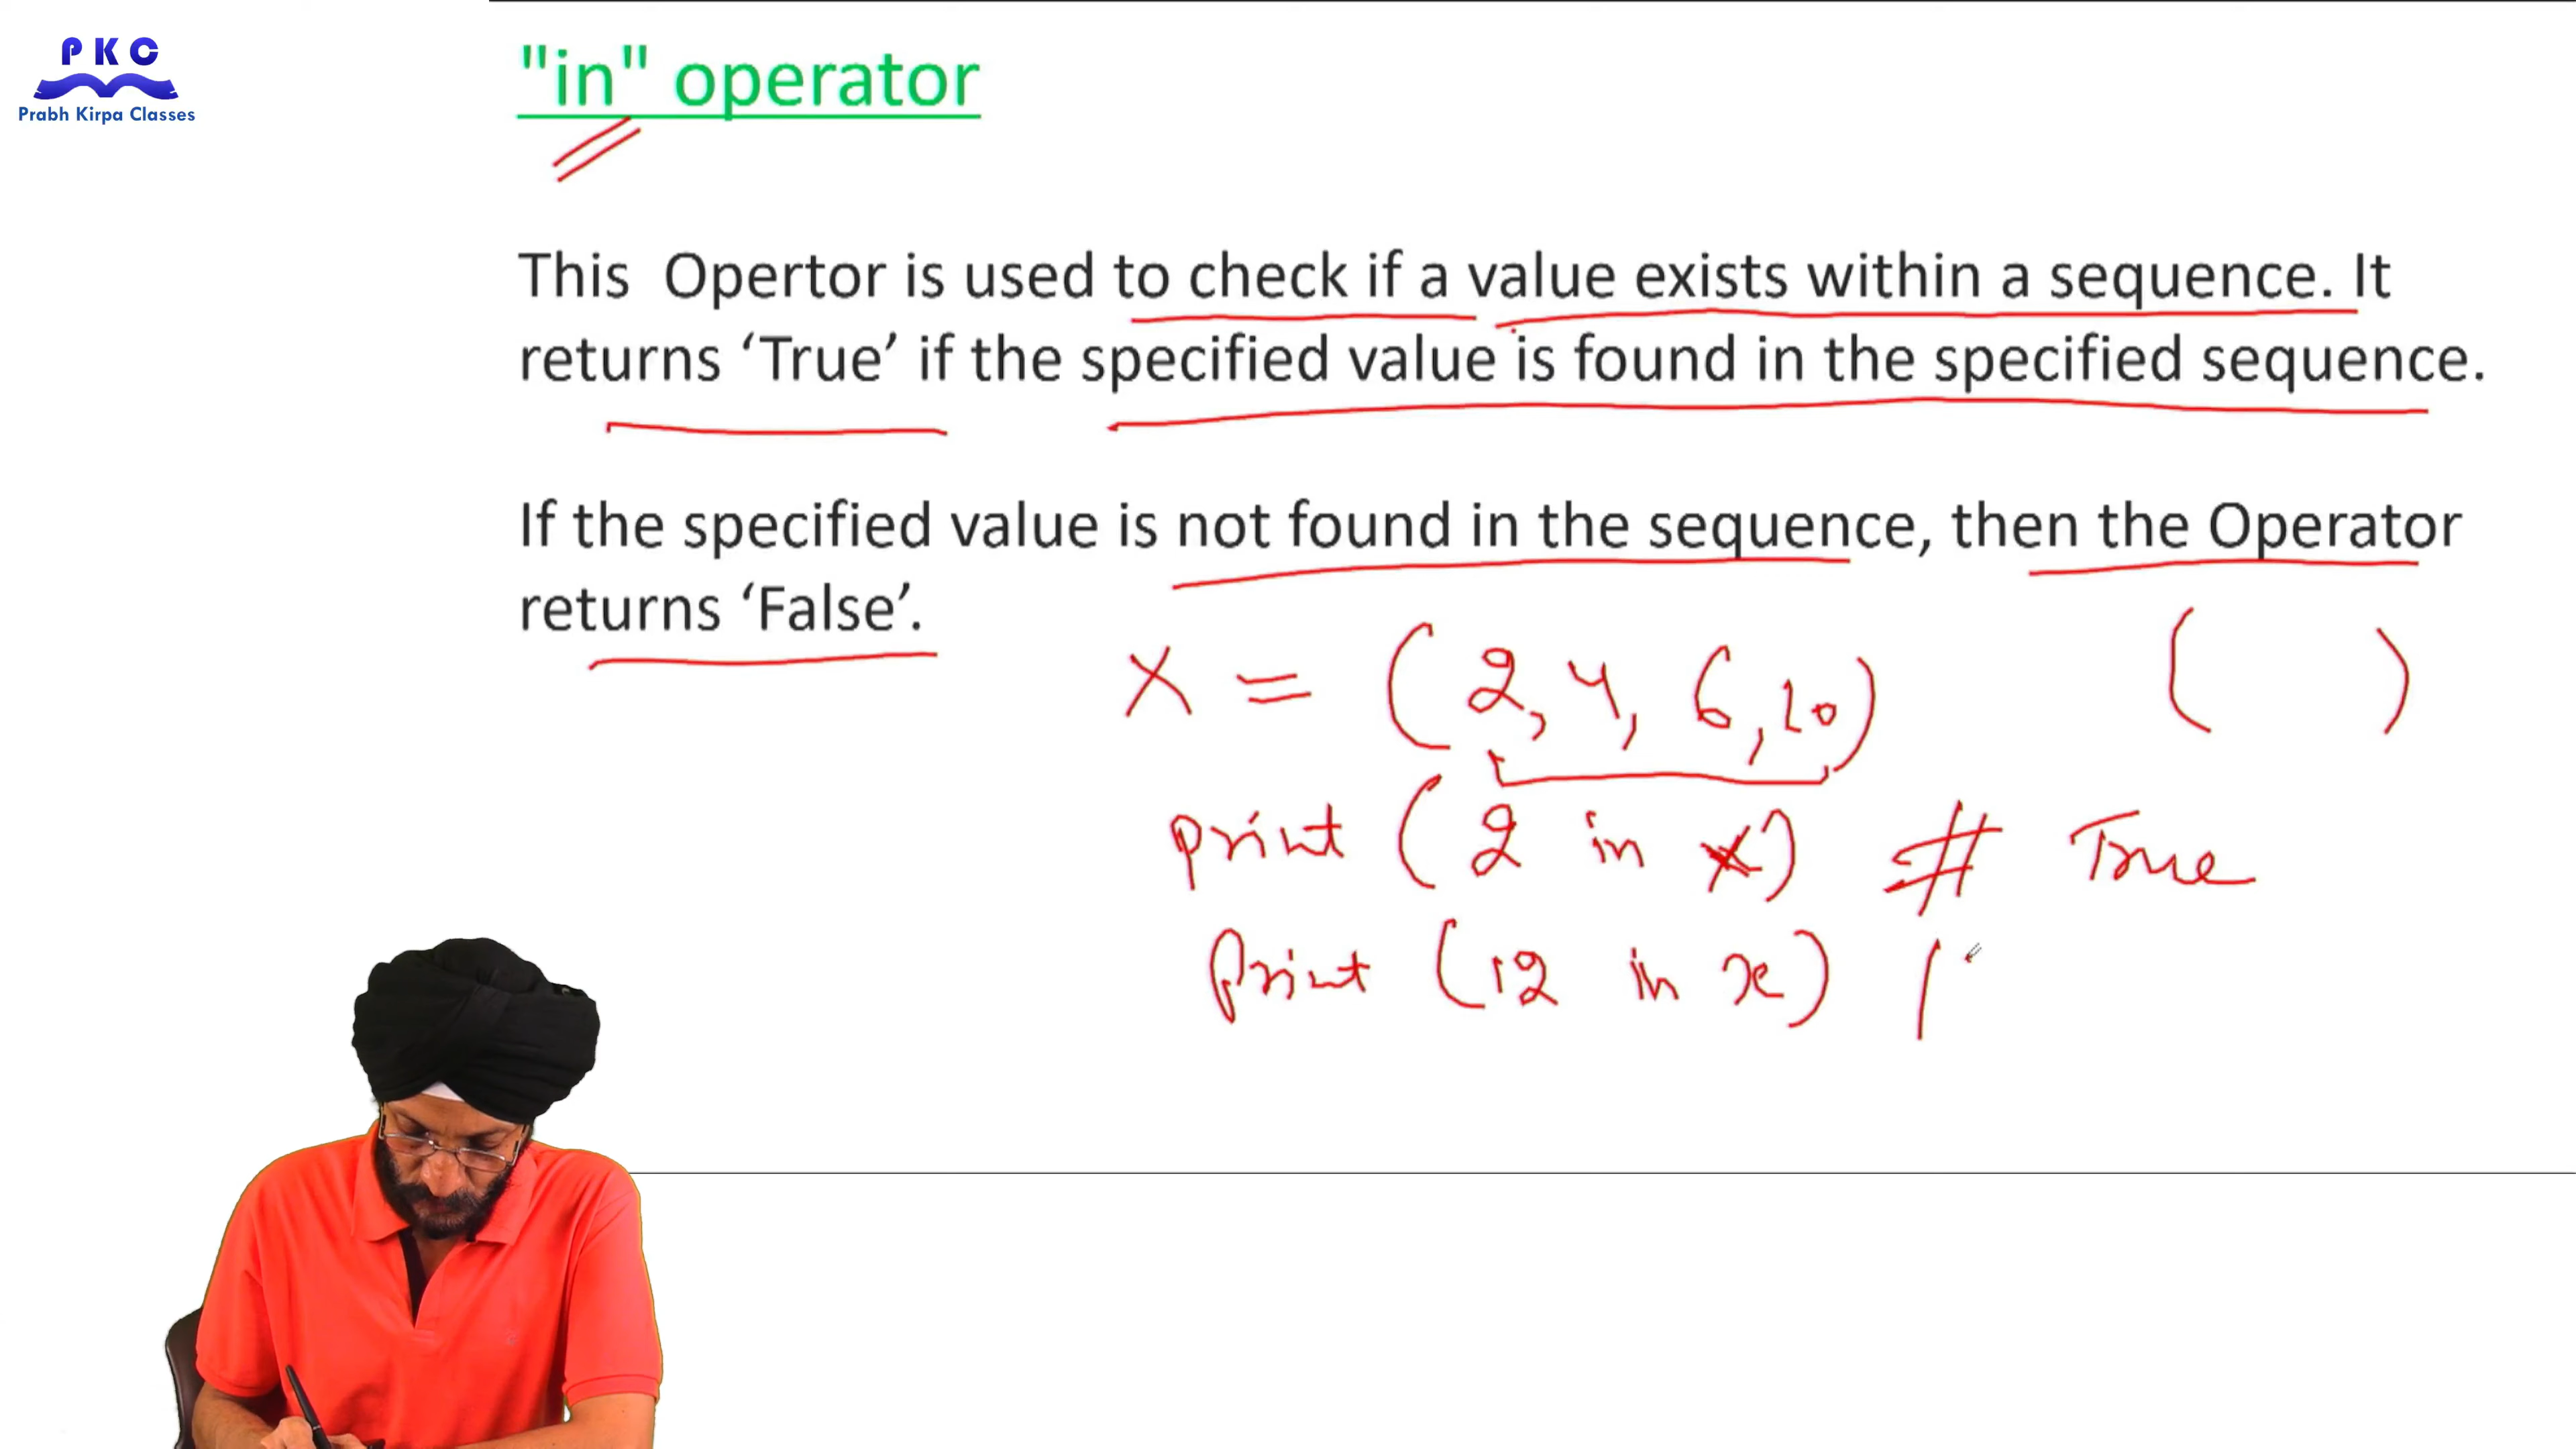 PKC
Prabh Kirpa Classes
"in" operator
This Opertor is used to check if a value exists within a sequence. It
returns ‘True’ if the specified value is found in the specified sequence.
If the specified value is not found in the sequence, then the Operator
returns ‘False’.
X = (2, 4, 6, 10) ( )
print (2 in x) # True
Print (12 in x)